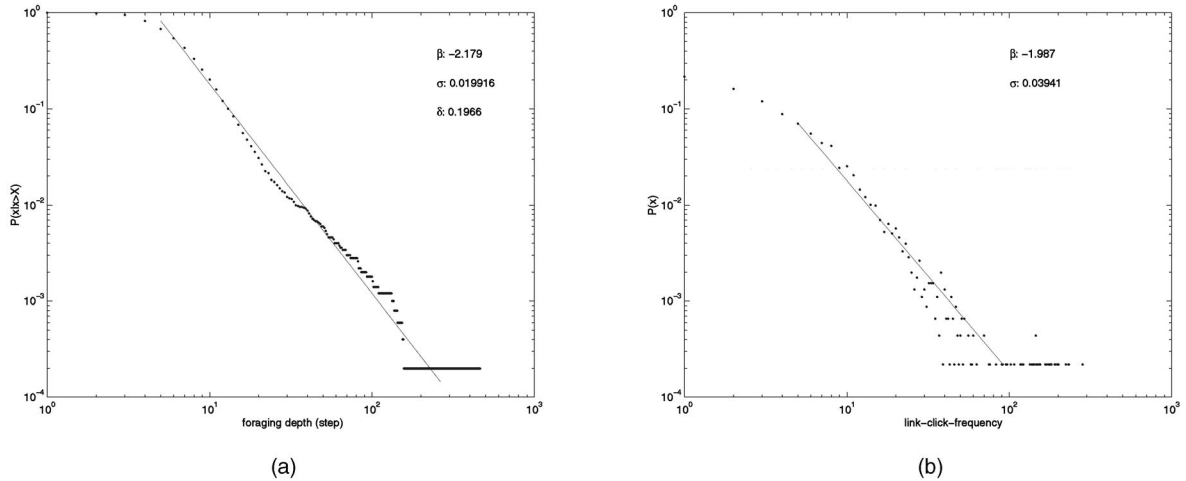 10⁰
10⁻¹
10⁻²
10⁻³
10⁻⁴
P(x|x>X)
β: −2.179
σ: 0.019916
δ: 0.1966
10⁰
10¹
10²
10³
foraging depth (step)
(a)
10⁰
10⁻¹
10⁻²
10⁻³
10⁻⁴
P(x)
β: −1.987
σ: 0.03941
10⁰
10¹
10²
10³
link−click−frequency
(b)